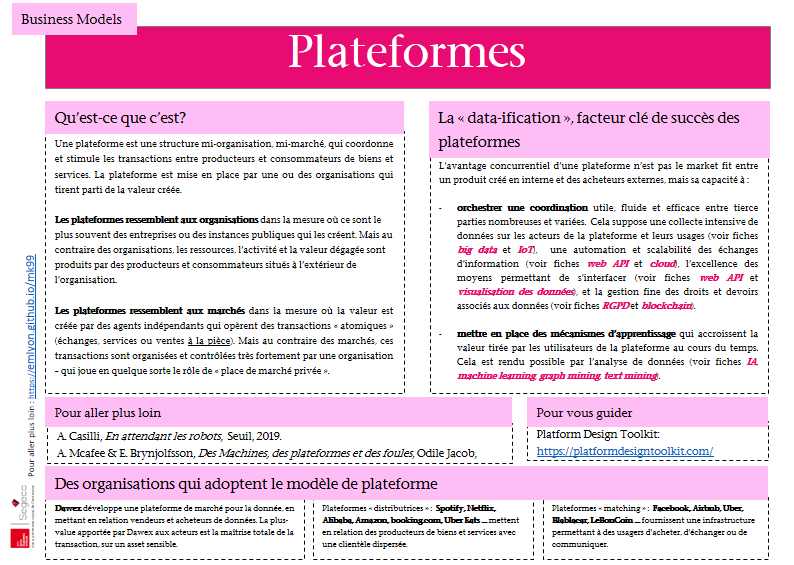 Business Models
Plateformes
Qu'est-ce que c'est?
Une plateforme est une structure mi-organisation, mi-marché, qui coordonne
et stimule les transactions entre producteurs et consommateurs de biens et
services. La plateforme est mise en place par une ou des organisations qui
tirent parti de la valeur créée.
Les plateformes ressemblent aux organisations dans la mesure où ce sont le
plus souvent des entreprises ou des instances publiques qui les créent. Mais au
contraire des organisations, les ressources, l'activité et la valeur dégagée sont
produits par des producteurs et consommateurs situés à l'extérieur de
l'organisation.
Les plateformes ressemblent aux marchés dans la mesure où la valeur est
créée par des agents indépendants qui opèrent des transactions « atomiques »
(échanges, services ou ventes à la pièce). Mais au contraire des marchés, ces
transactions sont organisées et contrôlées très fortement par une organisation
– qui joue en quelque sorte le rôle de « place de marché privée ».
La « data-ification », facteur clé de succès des
plateformes
L'avantage concurrentiel d'une plateforme n'est pas le market fit entre
un produit créé en interne et des acheteurs externes, mais sa capacité à :
- orchestrer une coordination utile, fluide et efficace entre tierce
parties nombreuses et variées. Cela suppose une collecte intensive de
données sur les acteurs de la plateforme et leurs usages (voir fiches
big data et IoT), une automation et scalabilité des échanges
d'information (voir fiches web API et cloud), l'excellence des
moyens permettant de s'interfacer (voir fiches web API et
visualisation des données), et la gestion fine des droits et devoirs
associés aux données (voir fiches RGPD et blockchain).
- mettre en place des mécanismes d'apprentissage qui accroissent la
valeur tirée par les utilisateurs de la plateforme au cours du temps.
Cela est rendu possible par l'analyse de données (voir fiches IA,
machine learning, graph mining, text mining).
Pour aller plus loin : https://emlyon.github.io/mk99
Segeco
Pour aller plus loin
A. Casilli, En attendant les robots, Seuil, 2019.
A. Mcafee & E. Brynjolfsson, Des Machines, des plateformes et des foules, Odile Jacob,
Pour vous guider
Platform Design Toolkit:
https://platformdesigntoolkit.com/
Des organisations qui adoptent le modèle de plateforme
Dawex développe une plateforme de marché pour la donnée, en
mettant en relation vendeurs et acheteurs de données. La plus-
value apportée par Dawex aux acteurs est la maîtrise totale de la
transaction, sur un asset sensible.
Plateformes « distributrices » : Spotify, Netflix,
Alibaba, Amazon, booking.com, Uber Eats ... mettent
en relation des producteurs de biens et services avec
une clientèle dispersée.
Plateformes « matching » : Facebook, Airbnb, Uber,
Blablacar, LeBonCoin ... fournissent une infrastructure
permettant à des usagers d'acheter, d'échanger ou de
communiquer.